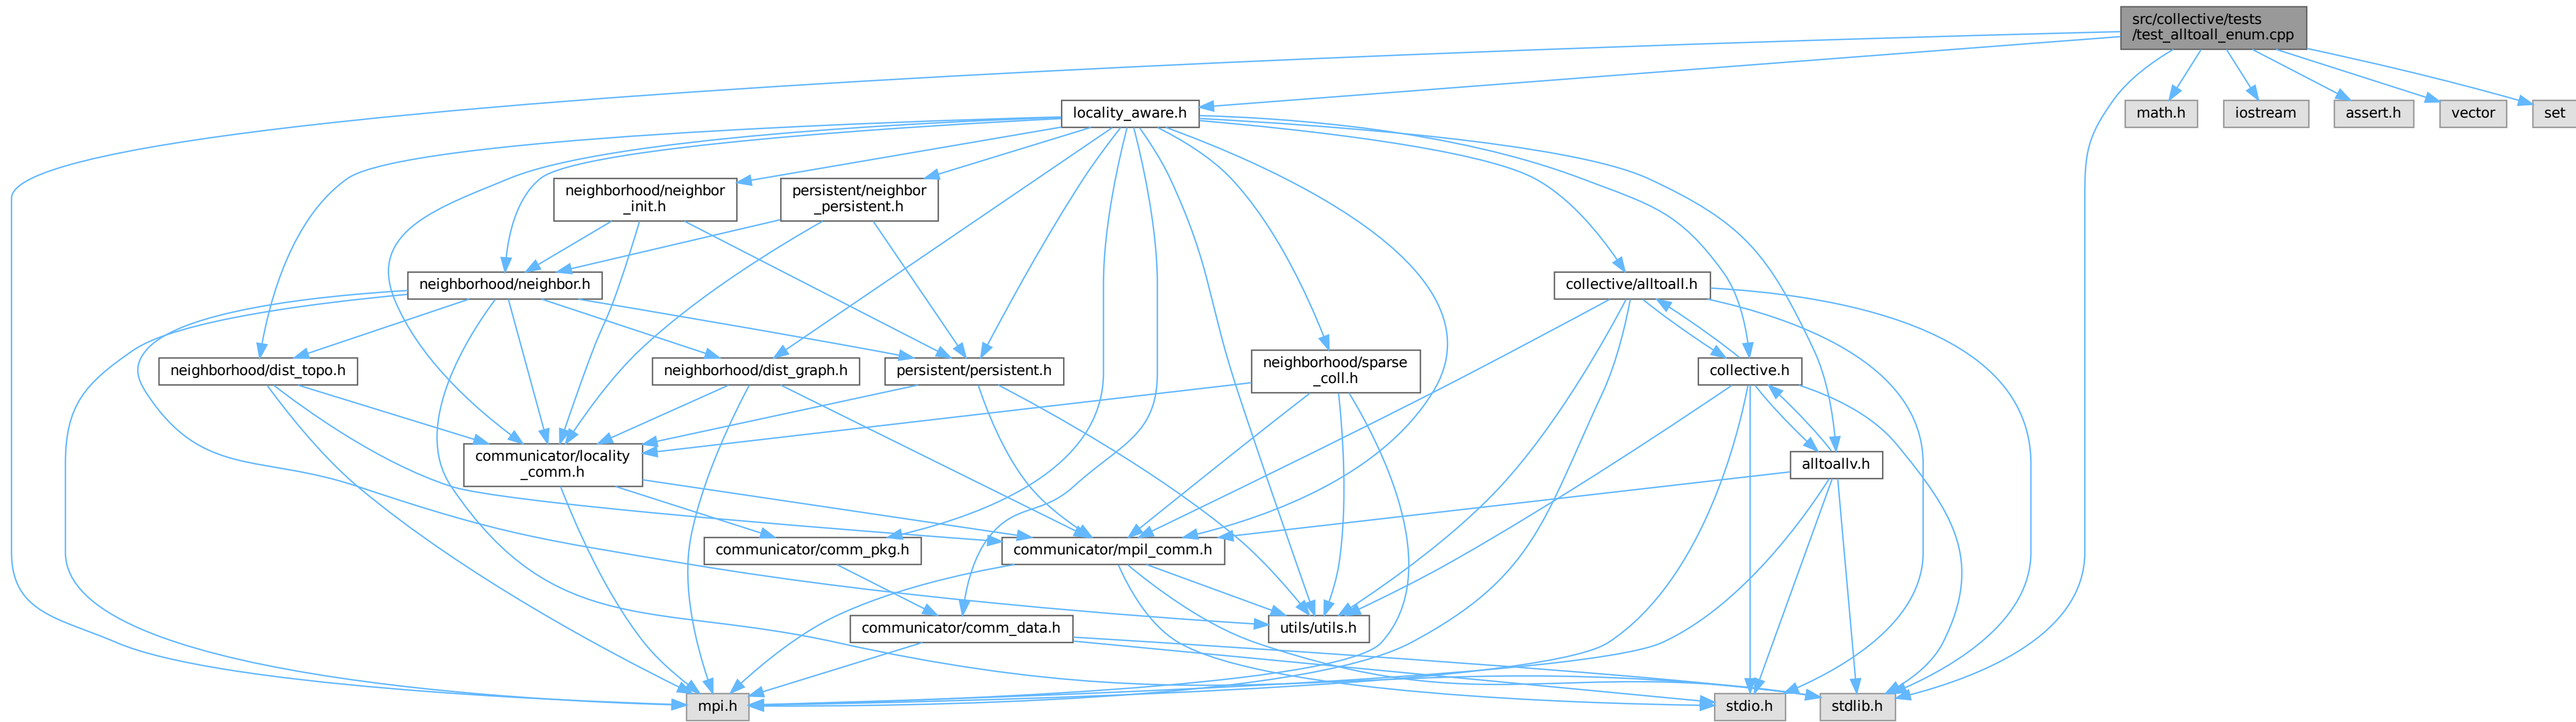 src/collective/tests
/test_alltoall_enum.cpp
locality_aware.h
math.h
iostream
assert.h
vector
set
neighborhood/neighbor
_init.h
persistent/neighbor
_persistent.h
neighborhood/neighbor.h
collective/alltoall.h
neighborhood/dist_topo.h
neighborhood/dist_graph.h
persistent/persistent.h
neighborhood/sparse
_coll.h
collective.h
communicator/locality
_comm.h
alltoallv.h
communicator/comm_pkg.h
communicator/mpil_comm.h
communicator/comm_data.h
utils/utils.h
mpi.h
stdio.h
stdlib.h